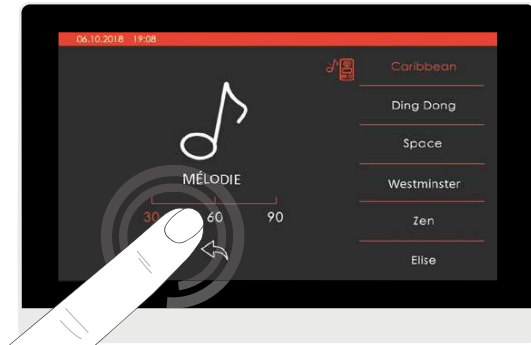 06.10.2018 19:08
MÉLODIE
30 60 90
Caribbean
Ding Dong
Space
Westminster
Zen
Elise